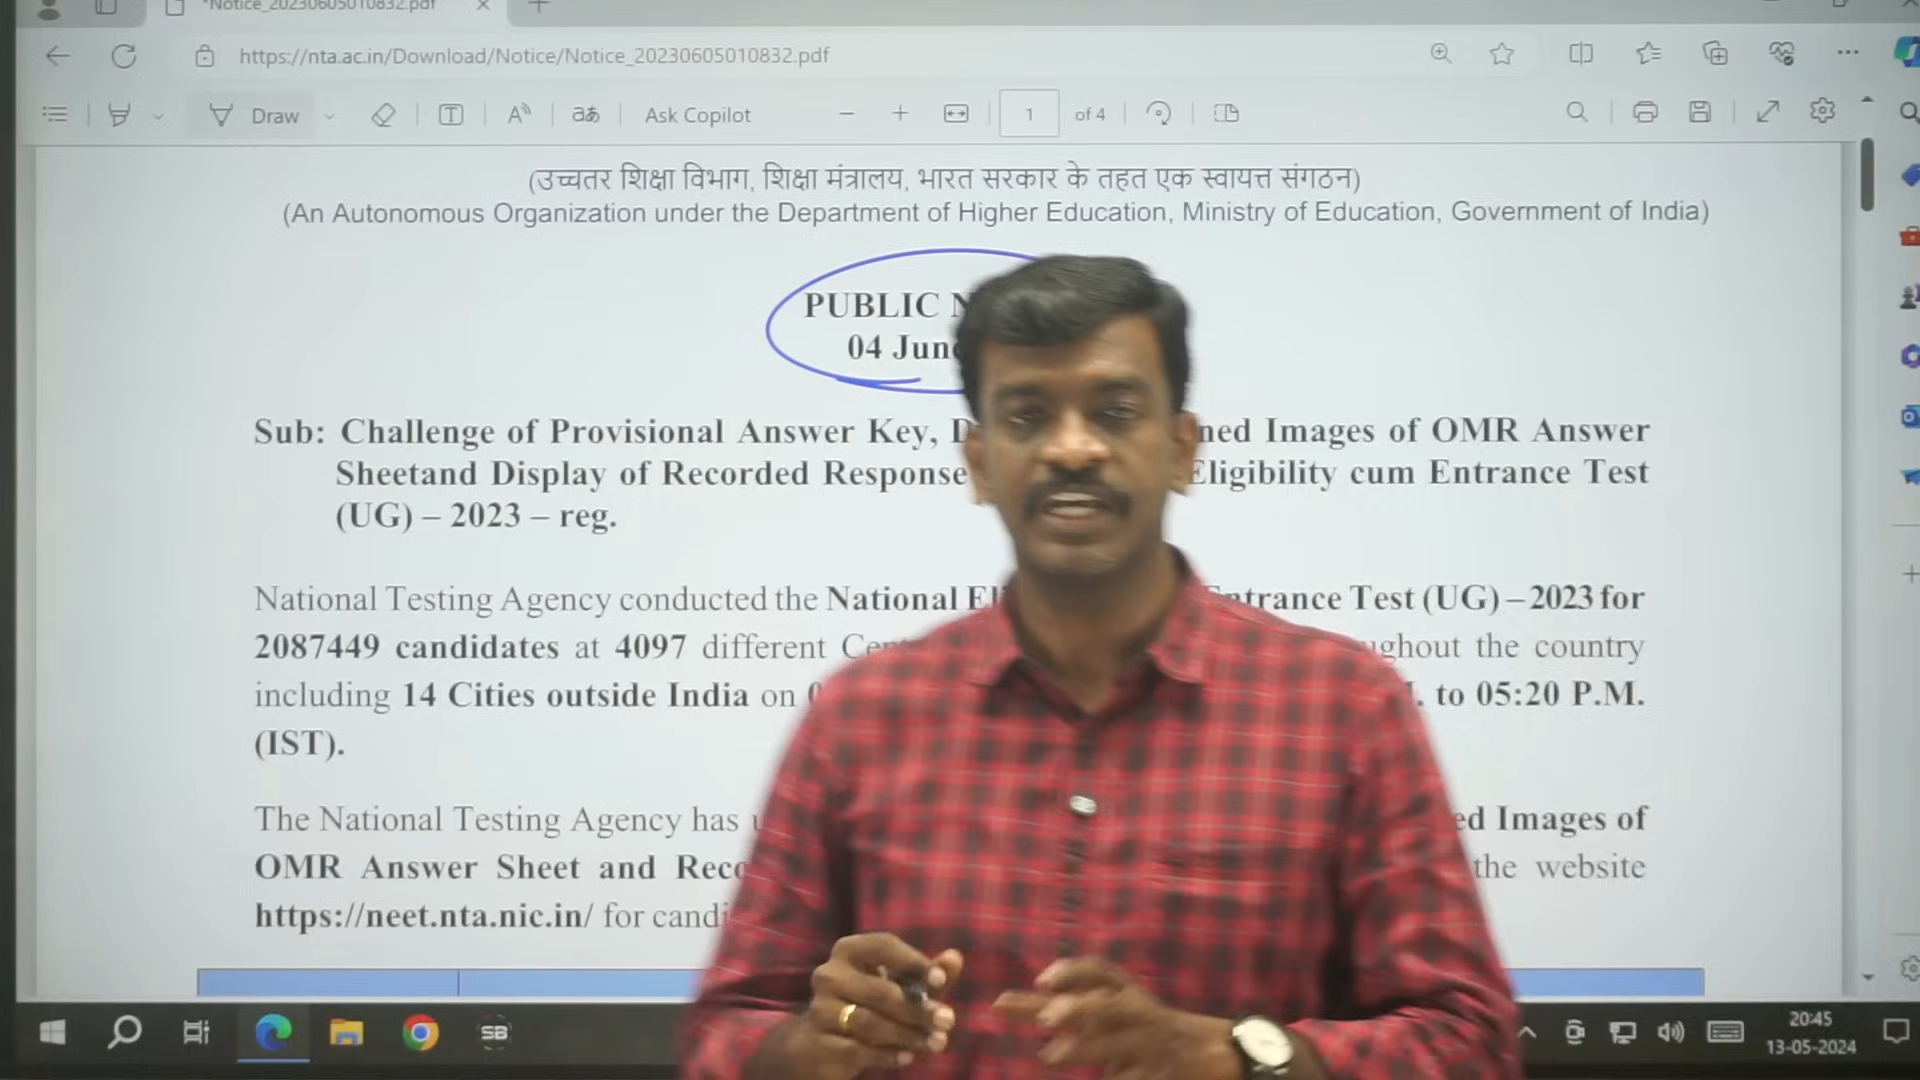 *Notice_20230605010832.pdf
https://nta.ac.in/Download/Notice/Notice_20230605010832.pdf
Draw
Ask Copilot
1
of 4
(उच्चतर शिक्षा विभाग, शिक्षा मंत्रालय, भारत सरकार के तहत एक स्वायत्त संगठन)
(An Autonomous Organization under the Department of Higher Education, Ministry of Education, Government of India)
PUBLIC
04
Sub: Challenge of Provisional Answer Key, Images of OMR Answer
Sheetand Display of Recorded Response Eligibility cum Entrance Test
(UG) – 2023 – reg.
National Testing Agency conducted the National Entrance Test (UG) – 2023 for
2087449 candidates at 4097 different the country
including 14 Cities outside India on to 05:20 P.M.
(IST).
The National Testing Agency has Images of
OMR Answer Sheet and the website
https://neet.nta.nic.in/ for
SB
20:45
13-05-2024